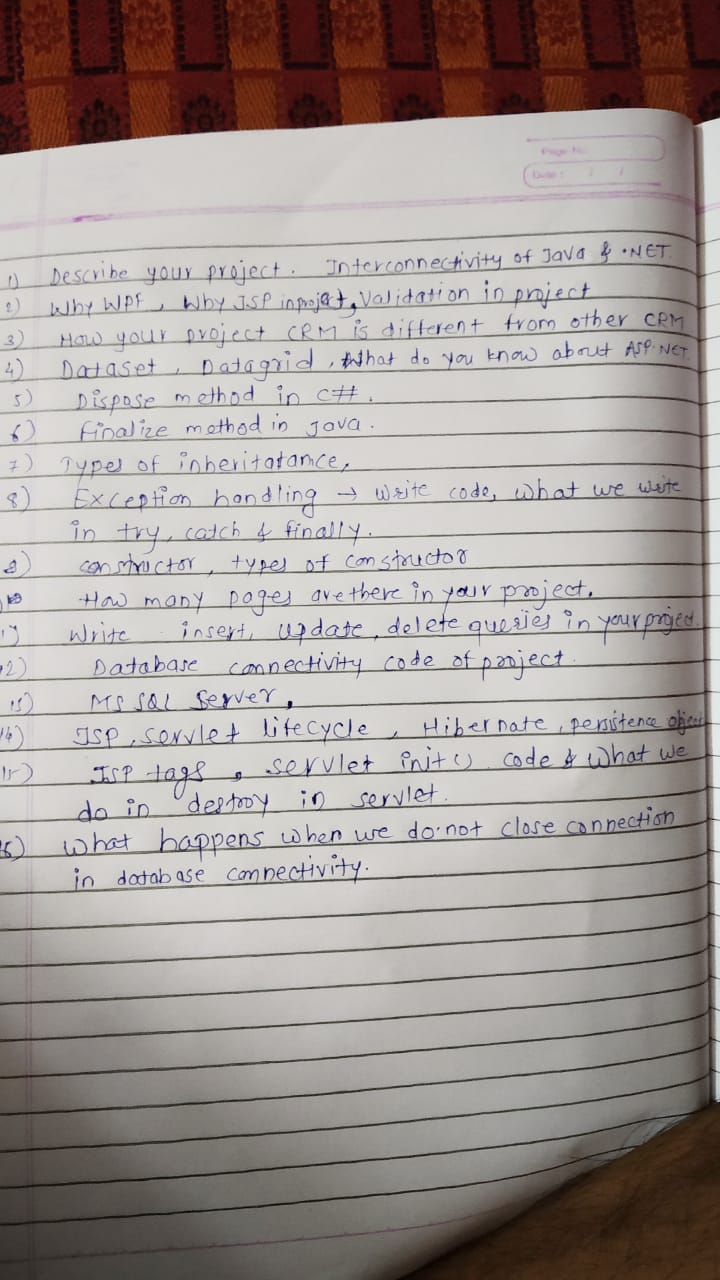 Page No.
Date: / /
1) Describe your project. Interconnectivity of Java & .NET.
2) Why WPF, Why JSP in project, Validation in project
3) How your project CRM is different from other CRM
4) Dataset, Datagrid, What do you know about ASP.NET
5) Dispose method in C#.
6) Finalize method in Java.
7) Types of inheritatance,
8) Exception handling → Write code, what we write
in try, catch & finally.
9) constructor, types of constructor
10 How many pages are there in your project.
11) Write insert, update, delete queries in your project.
12) Database connectivity code of project.
13) MS SQL Server,
14) JSP, servlet lifecycle, Hibernate, persistence object
15) JSP tags, servlet init() code & what we
do in destroy in servlet.
16) What happens when we do not close connection
in database connectivity.